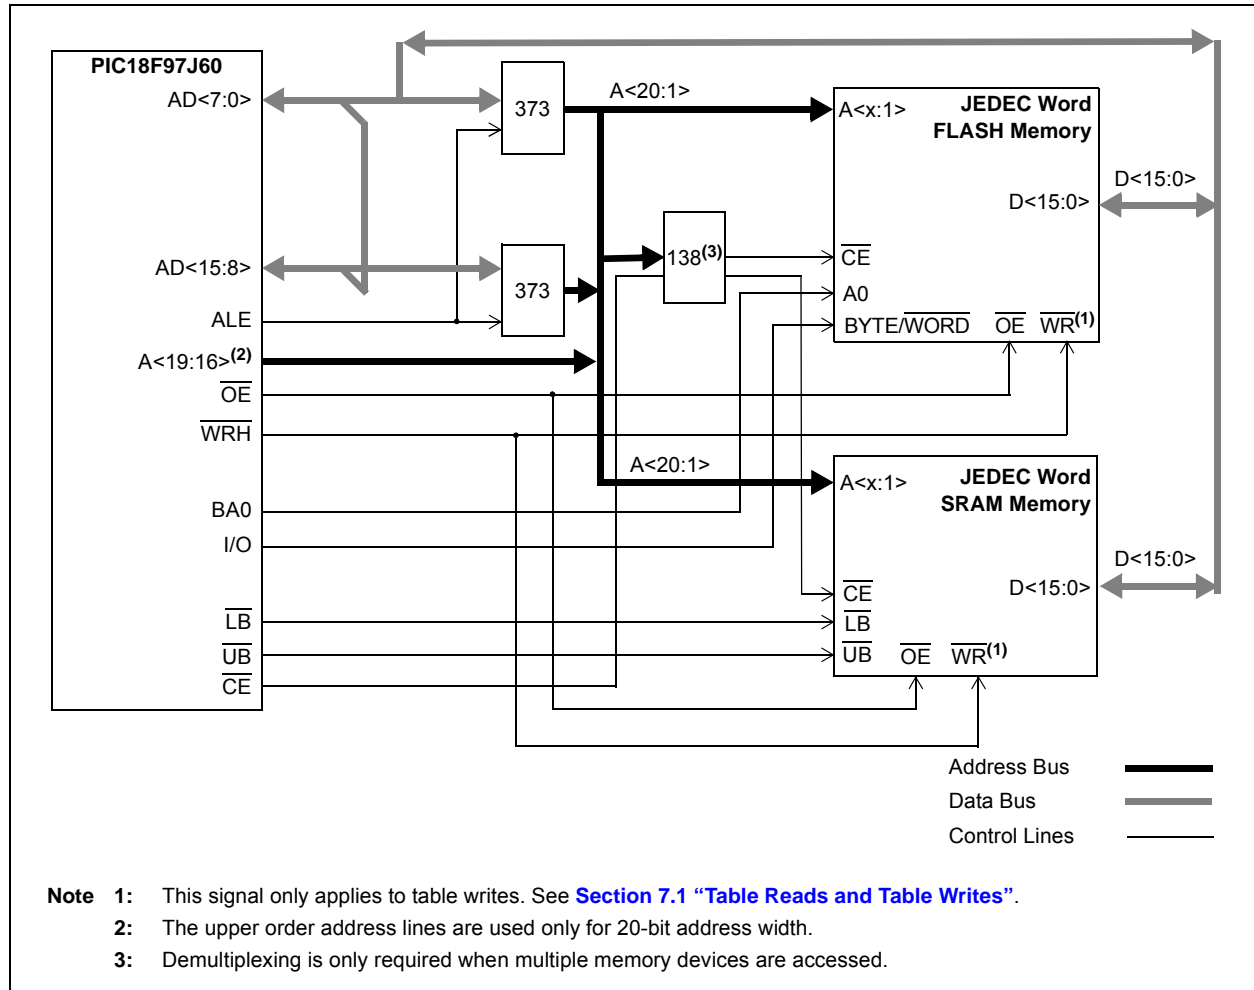 PIC18F97J60
AD<7:0>
373
A<20:1>
A<x:1>
JEDEC Word
FLASH Memory
D<15:0>
D<15:0>
AD<15:8>
373
138(3)
CE
A0
ALE
BYTE/WORD OE WR(1)
A<19:16>(2)
OE
WRH
A<20:1>
A<x:1>
JEDEC Word
SRAM Memory
BA0
I/O
D<15:0>
D<15:0>
CE
LB
LB
UB
UB OE WR(1)
CE
Address Bus
Data Bus
Control Lines
Note 1: This signal only applies to table writes. See Section 7.1 “Table Reads and Table Writes”.
2: The upper order address lines are used only for 20-bit address width.
3: Demultiplexing is only required when multiple memory devices are accessed.